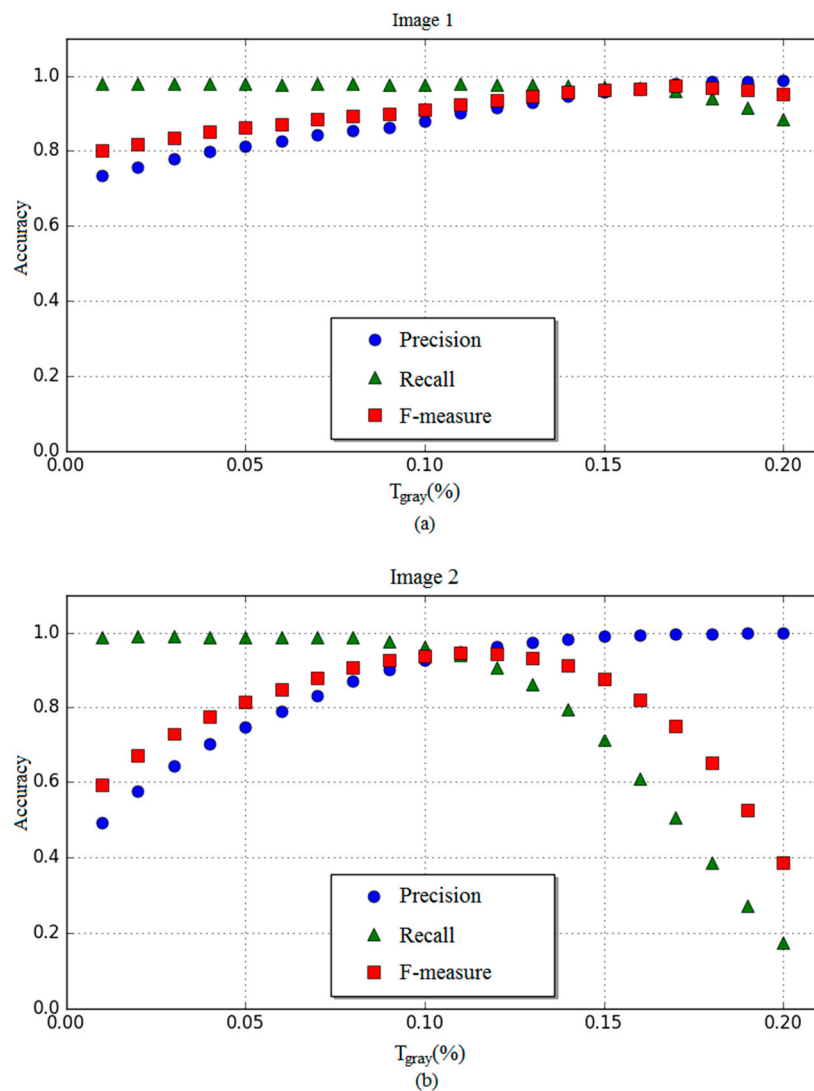 Image 1
1.0
0.8
0.6
0.4
0.2
0.0
Accuracy
Precision
Recall
F-measure
0.00 0.05 0.10 0.15 0.20
Tgray(%)
(a)
Image 2
1.0
0.8
0.6
0.4
0.2
0.0
Accuracy
Precision
Recall
F-measure
0.00 0.05 0.10 0.15 0.20
Tgray(%)
(b)